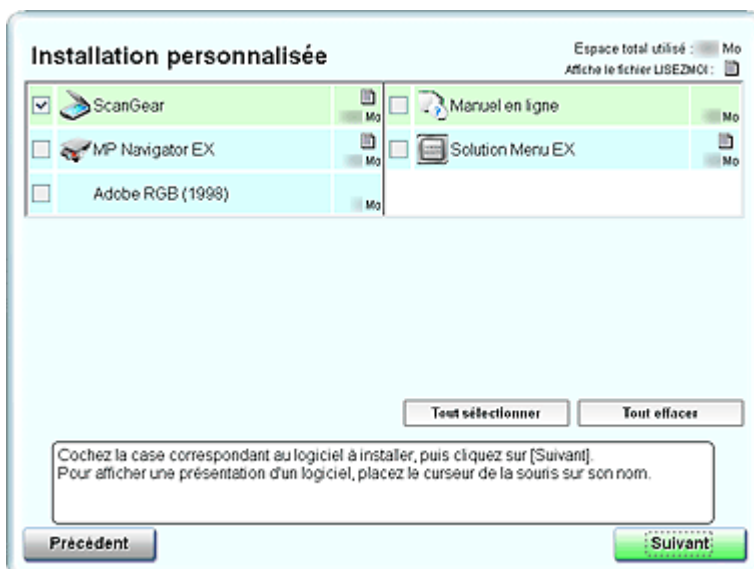 Installation personnalisée
Espace total utilisé : Mo
Affiche le fichier LISEZMOI :
ScanGear Mo
Manuel en ligne Mo
MP Navigator EX Mo
Solution Menu EX Mo
Adobe RGB (1998) Mo
Tout sélectionner
Tout effacer
Cochez la case correspondant au logiciel à installer, puis cliquez sur [Suivant].
Pour afficher une présentation d'un logiciel, placez le curseur de la souris sur son nom.
Précédent
Suivant